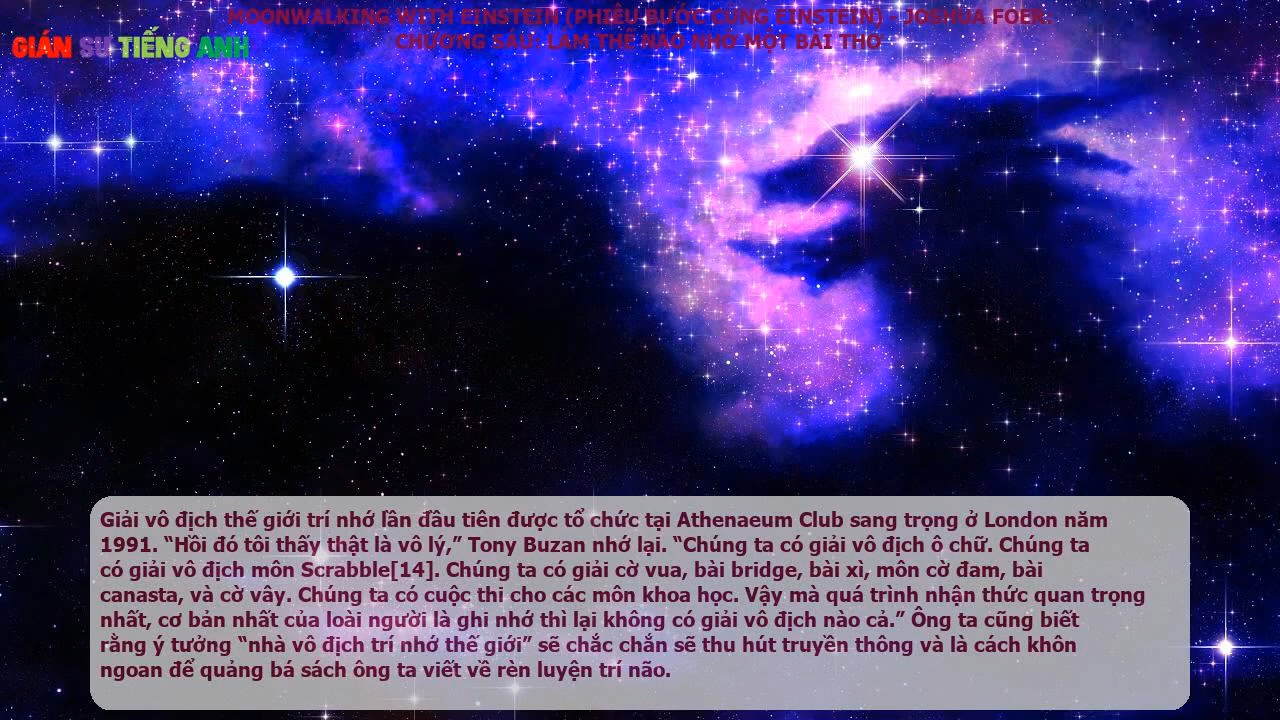 MOONWALKING WITH EINSTEIN (PHIÊU BƯỚC CÙNG EINSTEIN) - JOSHUA FOER.
CHƯƠNG SÁU: LÀM THẾ NÀO NHỚ MỘT BÀI THƠ
GIÁN SƯ TIẾNG ANH
Giải vô địch thế giới trí nhớ lần đầu tiên được tổ chức tại Athenaeum Club sang trọng ở London năm
1991. “Hồi đó tôi thấy thật là vô lý,” Tony Buzan nhớ lại. “Chúng ta có giải vô địch ô chữ. Chúng ta
có giải vô địch môn Scrabble[14]. Chúng ta có giải cờ vua, bài bridge, bài xì, môn cờ đam, bài
canasta, và cờ vây. Chúng ta có cuộc thi cho các môn khoa học. Vậy mà quá trình nhận thức quan trọng
nhất, cơ bản nhất của loài người là ghi nhớ thì lại không có giải vô địch nào cả.” Ông ta cũng biết
rằng ý tưởng “nhà vô địch trí nhớ thế giới” sẽ chắc chắn sẽ thu hút truyền thông và là cách khôn
ngoan để quảng bá sách ông ta viết về rèn luyện trí não.